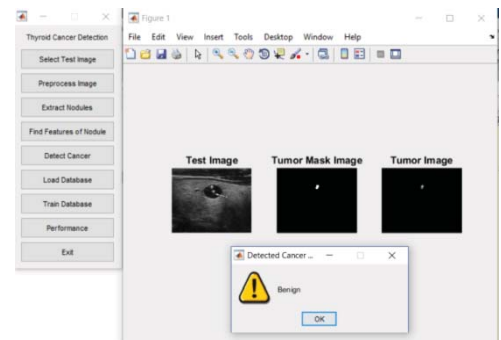 Thyroid Cancer Detection
Select Test Image
Preprocess Image
Extract Nodules
Find Features of Nodule
Detect Cancer
Load Database
Train Database
Performance
Exit
Figure 1
File Edit View Insert Tools Desktop Window Help
Test Image Tumor Mask Image Tumor Image
Detected Cancer ...
Benign
OK